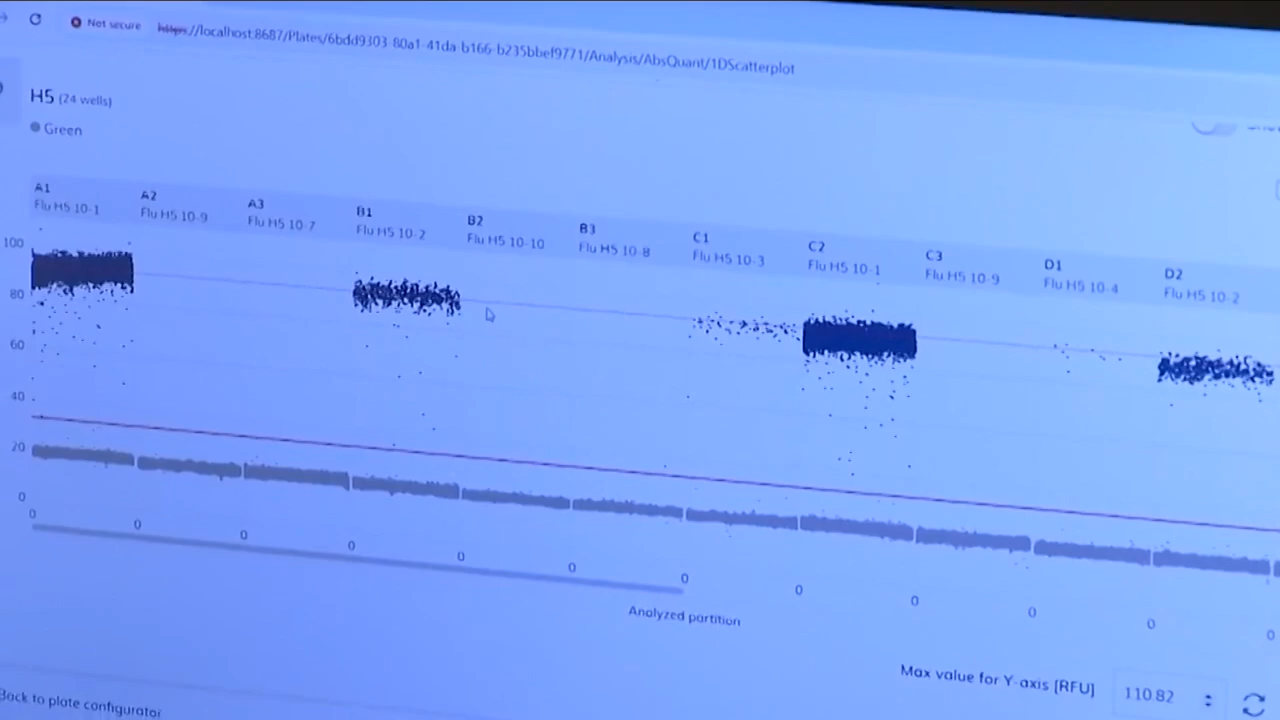 Not secure https://localhost:8687/Plates/6bdd9303-80a1-41da-b166-b235bbef9771/Analysis/AbsQuant/1DScatterplot
H5 (24 wells)
Green
A1 A2 A3 B1 B2 B3 C1 C2 C3 D1 D2
Flu H5 10-1 Flu H5 10-9 Flu H5 10-7 Flu H5 10-2 Flu H5 10-10 Flu H5 10-8 Flu H5 10-3 Flu H5 10-1 Flu H5 10-9 Flu H5 10-4 Flu H5 10-2
100
80
60
40
20
0
0 0 0 0 0 0 0 0 0 0 0 0
Analyzed partition
Max value for Y-axis [RFU] 110.82
Back to plate configurator